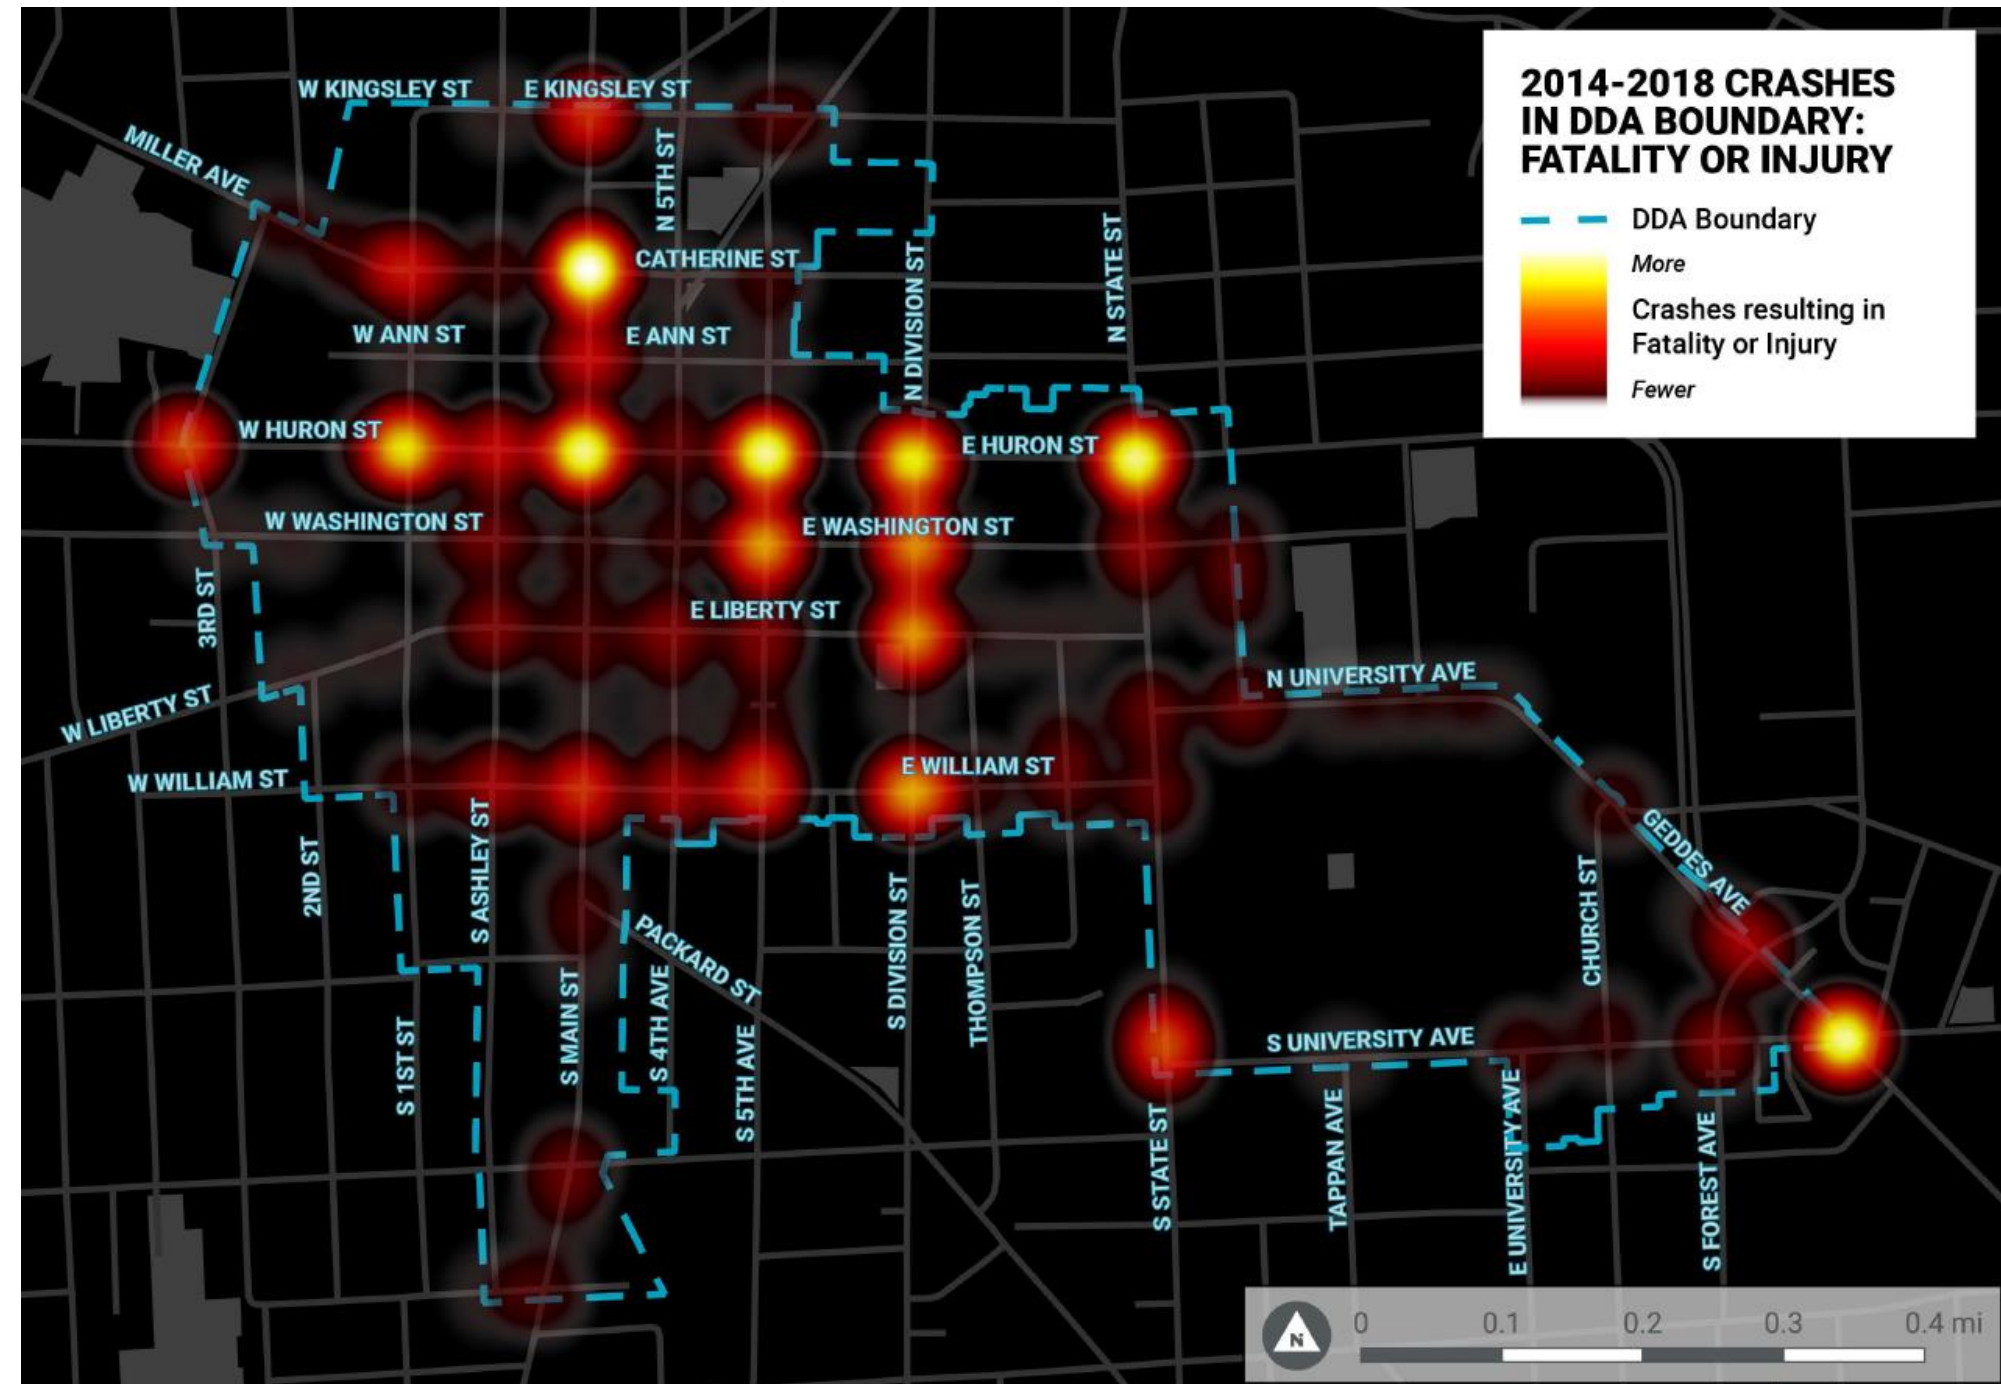 2014-2018 CRASHES
IN DDA BOUNDARY:
FATALITY OR INJURY
DDA Boundary
More
Crashes resulting in
Fatality or Injury
Fewer
W KINGSLEY ST
E KINGSLEY ST
MILLER AVE
N 5TH ST
CATHERINE ST
N DIVISION ST
N STATE ST
W ANN ST
E ANN ST
W HURON ST
E HURON ST
W WASHINGTON ST
E WASHINGTON ST
3RD ST
E LIBERTY ST
W LIBERTY ST
N UNIVERSITY AVE
W WILLIAM ST
E WILLIAM ST
2ND ST
S ASHLEY ST
GEDDES AVE
CHURCH ST
PACKARD ST
S DIVISION ST
THOMPSON ST
S MAIN ST
S 4TH AVE
S 1ST ST
S 5TH AVE
S UNIVERSITY AVE
S STATE ST
TAPPAN AVE
E UNIVERSITY AVE
S FOREST AVE
N
0 0.1 0.2 0.3 0.4 mi